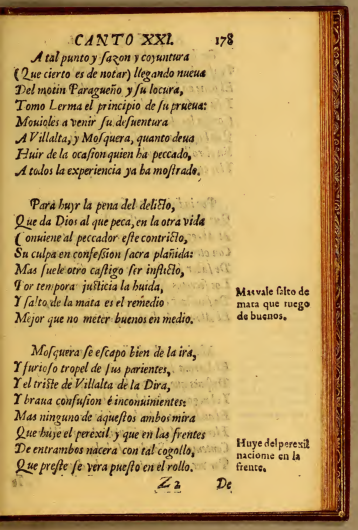 CANTO XXI. 178
A tal punto y ſazon y coyuntura
(Que cierto es de notar) llegando nueua
Del motin Paragueño y ſu locura,
Tomo Lerma el principio de ſu prueua:
Mouioles a venir ſu deſuentura
A Villalta, y Moſquera, quanto deua
Huir de la ocaſion quien ha peccado,
A todos la experiencia ya ha moſtrado.
Para huyr la pena del delicto,
Que da Dios al que peca, en la otra vida
Conuiene al peccador eſte contricto,
Su culpa en confeſsion ſacra plañida:
Mas ſuele otro caſtigo ſer inflicto,
Por tempora juſticia la huida,
Y ſalto de la mata es el remedio
Mejor que no meter buenos en medio.
Mas vale ſalto de
mata que ruego
de buenos.
Moſquera ſe eſcapo bien de la ira,
Y furioſo tropel de ſus parientes,
Y el triſte de Villalta de la Dira,
Y braua confuſion è inconuinientes:
Mas ninguno de aqueſtos ambos mira
Que huye el perexil y que en las frentes
De entrambos nacera con tal cogollo,
Que preſte ſe vera pueſto en el rollo.
Huye del perexil
naciome en la
frente.
Z 2 De